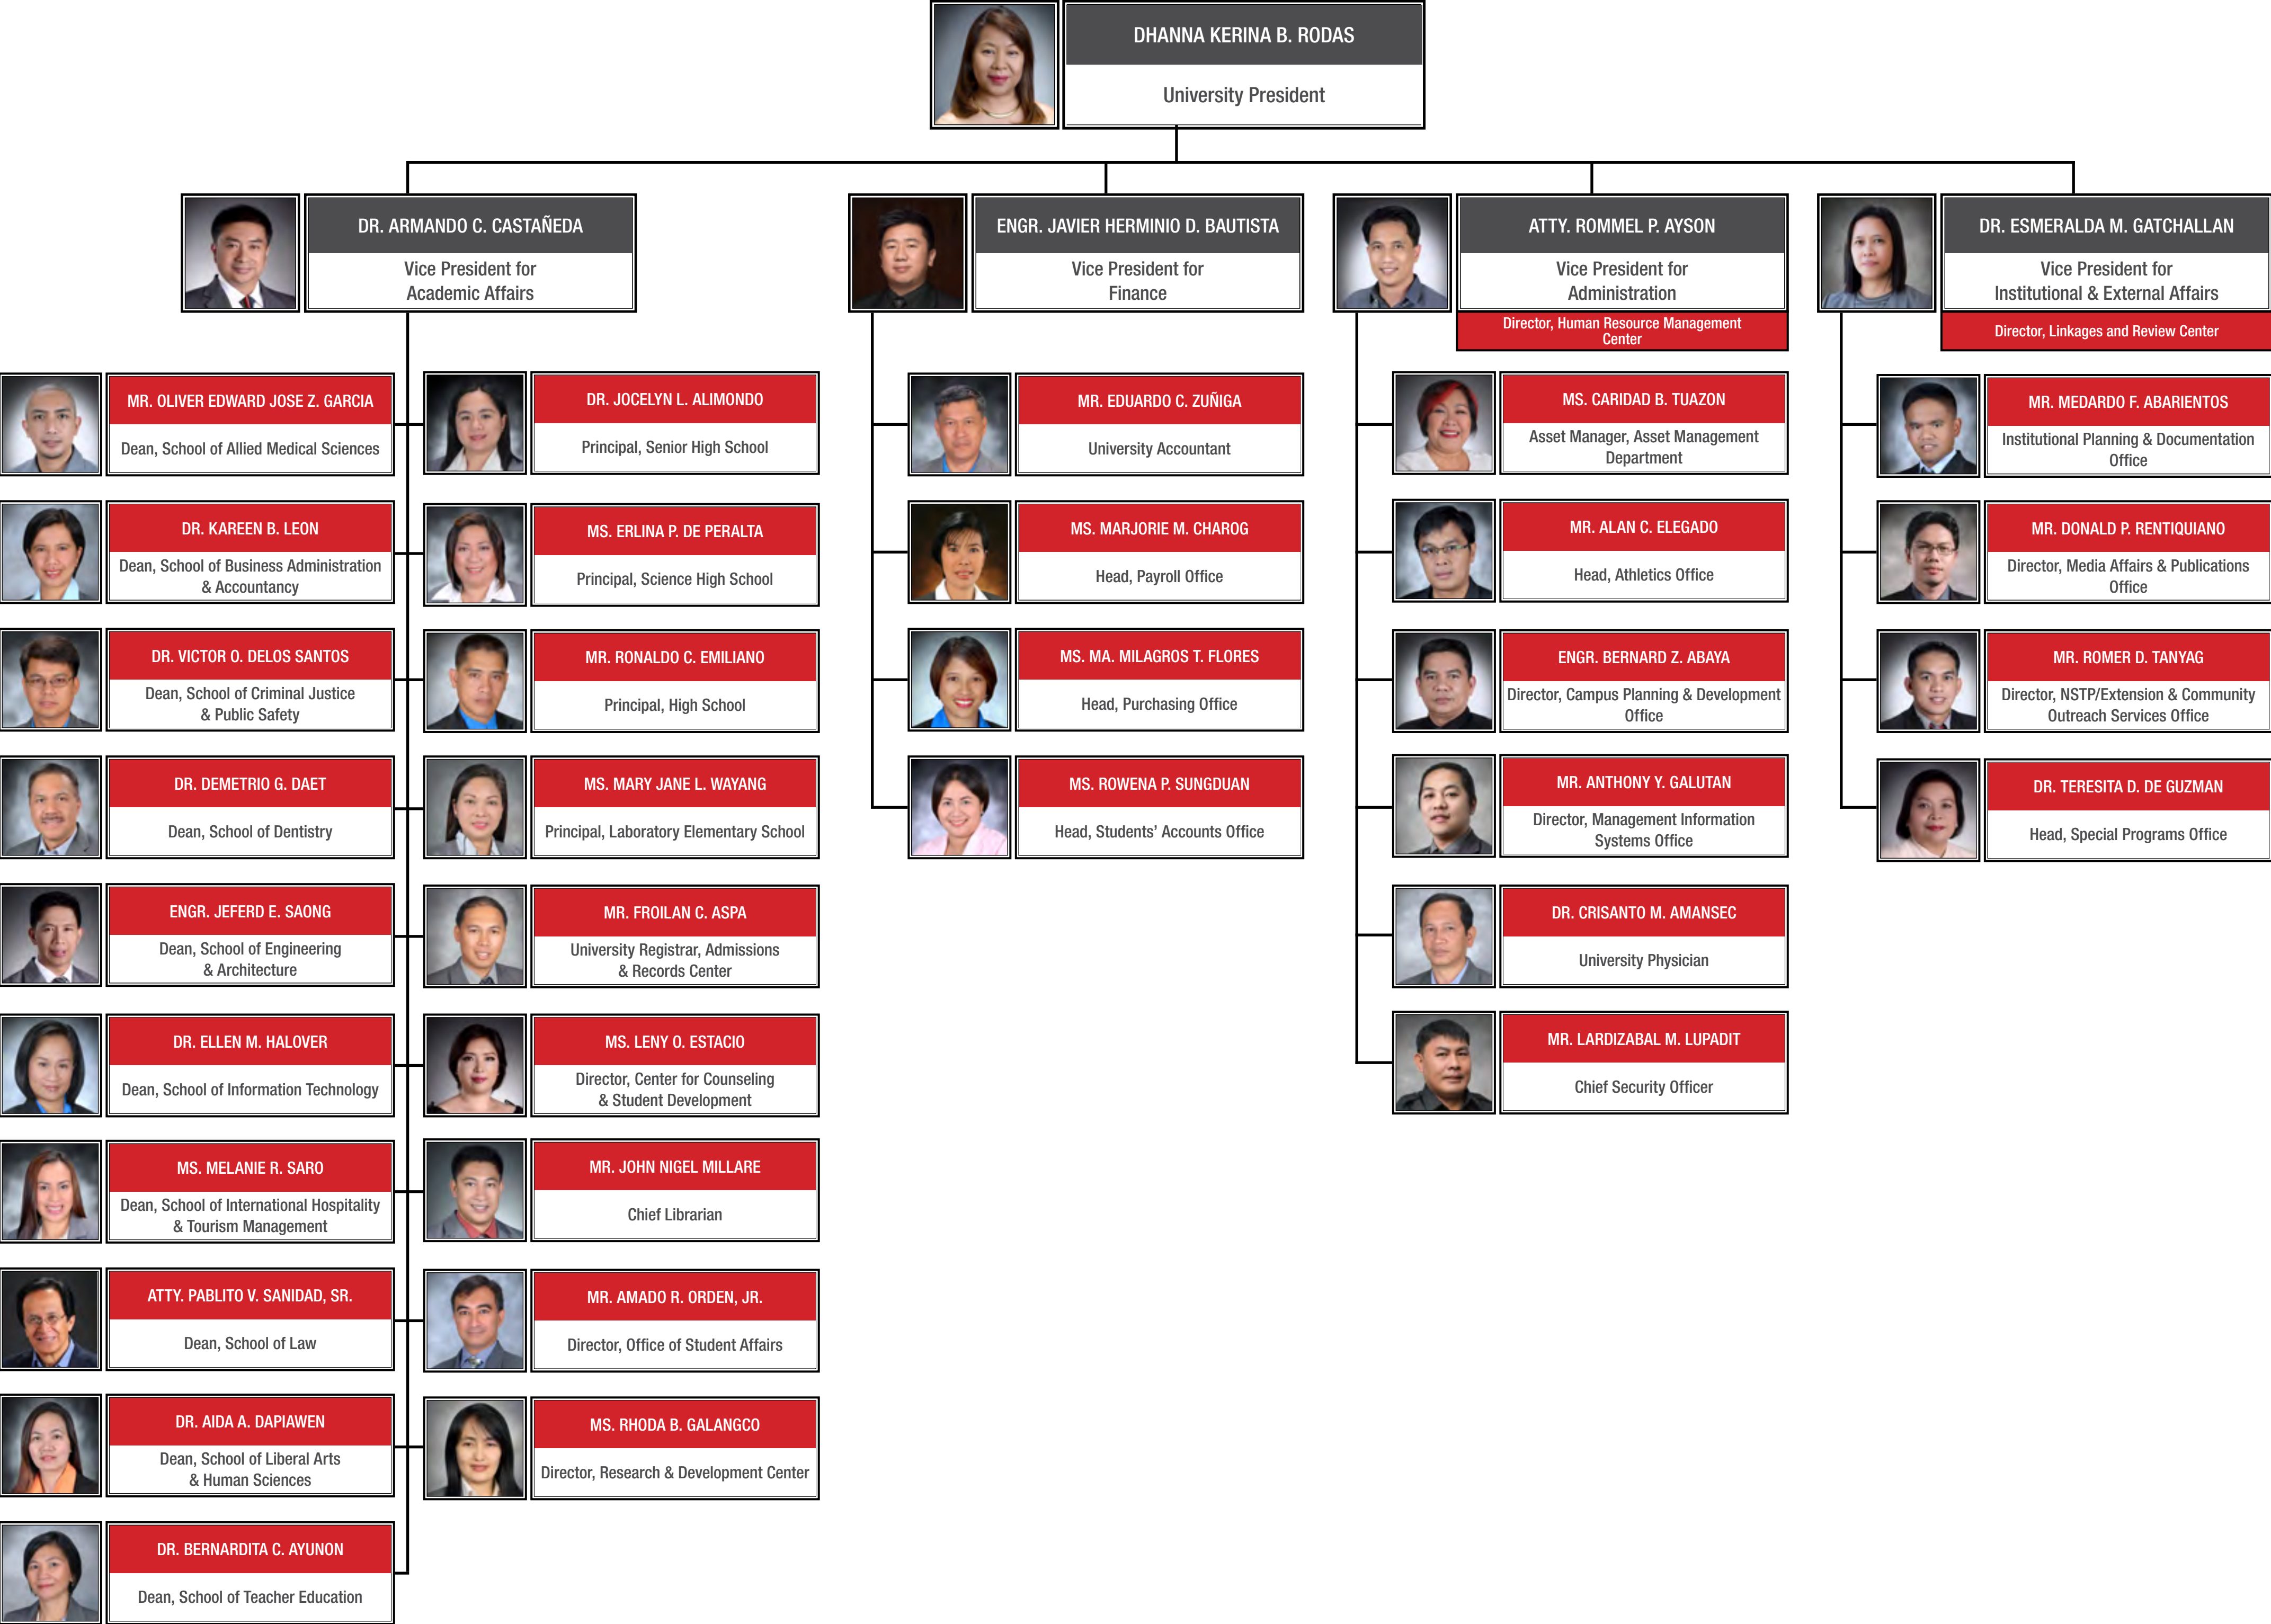 DHANNA KERINA B. RODAS
University President
DR. ARMANDO C. CASTAÑEDA
Vice President for
Academic Affairs
ENGR. JAVIER HERMINIO D. BAUTISTA
Vice President for
Finance
ATTY. ROMMEL P. AYSON
Vice President for
Administration
Director, Human Resource Management
Center
DR. ESMERALDA M. GATCHALLAN
Vice President for
Institutional & External Affairs
Director, Linkages and Review Center
MR. OLIVER EDWARD JOSE Z. GARCIA
Dean, School of Allied Medical Sciences
DR. KAREEN B. LEON
Dean, School of Business Administration
& Accountancy
DR. VICTOR O. DELOS SANTOS
Dean, School of Criminal Justice
& Public Safety
DR. DEMETRIO G. DAET
Dean, School of Dentistry
ENGR. JEFERD E. SAONG
Dean, School of Engineering
& Architecture
DR. ELLEN M. HALOVER
Dean, School of Information Technology
MS. MELANIE R. SARO
Dean, School of International Hospitality
& Tourism Management
ATTY. PABLITO V. SANIDAD, SR.
Dean, School of Law
DR. AIDA A. DAPIAWEN
Dean, School of Liberal Arts
& Human Sciences
DR. BERNARDITA C. AYUNON
Dean, School of Teacher Education
DR. JOCELYN L. ALIMONDO
Principal, Senior High School
MS. ERLINA P. DE PERALTA
Principal, Science High School
MR. RONALDO C. EMILIANO
Principal, High School
MS. MARY JANE L. WAYANG
Principal, Laboratory Elementary School
MR. FROILAN C. ASPA
University Registrar, Admissions
& Records Center
MS. LENY O. ESTACIO
Director, Center for Counseling
& Student Development
MR. JOHN NIGEL MILLARE
Chief Librarian
MR. AMADO R. ORDEN, JR.
Director, Office of Student Affairs
MS. RHODA B. GALANGCO
Director, Research & Development Center
MR. EDUARDO C. ZUÑIGA
University Accountant
MS. MARJORIE M. CHAROG
Head, Payroll Office
MS. MA. MILAGROS T. FLORES
Head, Purchasing Office
MS. ROWENA P. SUNGDUAN
Head, Students’ Accounts Office
MS. CARIDAD B. TUAZON
Asset Manager, Asset Management
Department
MR. ALAN C. ELEGADO
Head, Athletics Office
ENGR. BERNARD Z. ABAYA
Director, Campus Planning & Development
Office
MR. ANTHONY Y. GALUTAN
Director, Management Information
Systems Office
DR. CRISANTO M. AMANSEC
University Physician
MR. LARDIZABAL M. LUPADIT
Chief Security Officer
MR. MEDARDO F. ABARIENTOS
Institutional Planning & Documentation
Office
MR. DONALD P. RENTIQUIANO
Director, Media Affairs & Publications
Office
MR. ROMER D. TANYAG
Director, NSTP/Extension & Community
Outreach Services Office
DR. TERESITA D. DE GUZMAN
Head, Special Programs Office